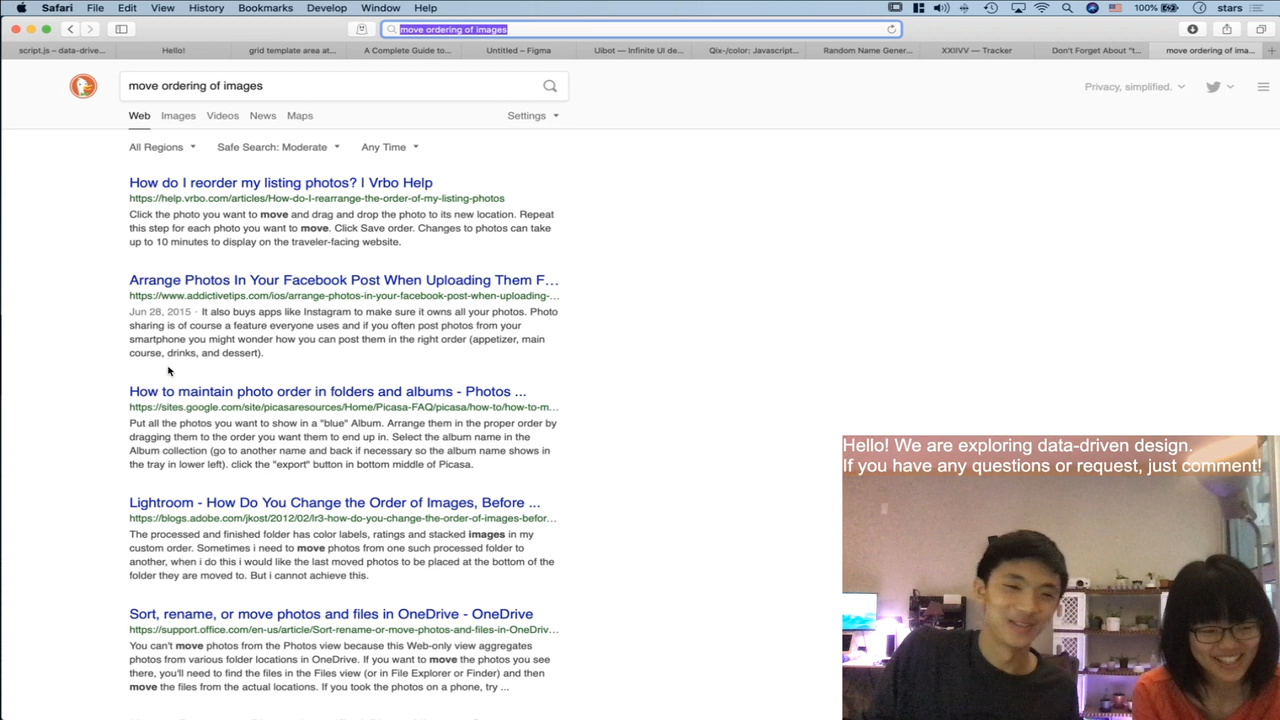 Safari File Edit View History Bookmarks Develop Window Help 100% stars
move ordering of images
script.js – data-drive... Hello! grid template area at... A Complete Guide to... Untitled – Figma Uibot — Infinite UI de... Qix-/color: Javascript... Random Name Gener... XXIIVV — Tracker Don't Forget About "t... move ordering of ima...
move ordering of images
Privacy, simplified.
Web Images Videos News Maps Settings
All Regions Safe Search: Moderate Any Time
How do I reorder my listing photos? | Vrbo Help
https://help.vrbo.com/articles/How-do-I-rearrange-the-order-of-my-listing-photos
Click the photo you want to move and drag and drop the photo to its new location. Repeat
this step for each photo you want to move. Click Save order. Changes to photos can take
up to 10 minutes to display on the traveler-facing website.
Arrange Photos In Your Facebook Post When Uploading Them F...
https://www.addictivetips.com/ios/arrange-photos-in-your-facebook-post-when-uploading-...
Jun 28, 2015 · It also buys apps like Instagram to make sure it owns all your photos. Photo
sharing is of course a feature everyone uses and if you often post photos from your
smartphone you might wonder how you can post them in the right order (appetizer, main
course, drinks, and dessert).
How to maintain photo order in folders and albums - Photos ...
https://sites.google.com/site/picasaresources/Home/Picasa-FAQ/picasa/how-to/how-to-m...
Put all the photos you want to show in a "blue" Album. Arrange them in the proper order by
dragging them to the order you want them to end up in. Select the album name in the
Album collection (go to another name and back if necessary so the album name shows in
the tray in lower left). click the "export" button in bottom middle of Picasa.
Lightroom - How Do You Change the Order of Images, Before ...
https://blogs.adobe.com/jkost/2012/02/lr3-how-do-you-change-the-order-of-images-befor...
The processed and finished folder has color labels, ratings and stacked images in my
custom order. Sometimes i need to move photos from one such processed folder to
another, when i do this i would like the last moved photos to be placed at the bottom of the
folder they are moved to. But i cannot achieve this.
Sort, rename, or move photos and files in OneDrive - OneDrive
https://support.office.com/en-us/article/Sort-rename-or-move-photos-and-files-in-OneDriv...
You can't move photos from the Photos view because this Web-only view aggregates
photos from various folder locations in OneDrive. If you want to move the photos you see
there, you'll need to find the files in the Files view (or in File Explorer or Finder) and then
move the files from the actual locations. If you took the photos on a phone, try ...
Hello! We are exploring data-driven design.
If you have any questions or request, just comment!